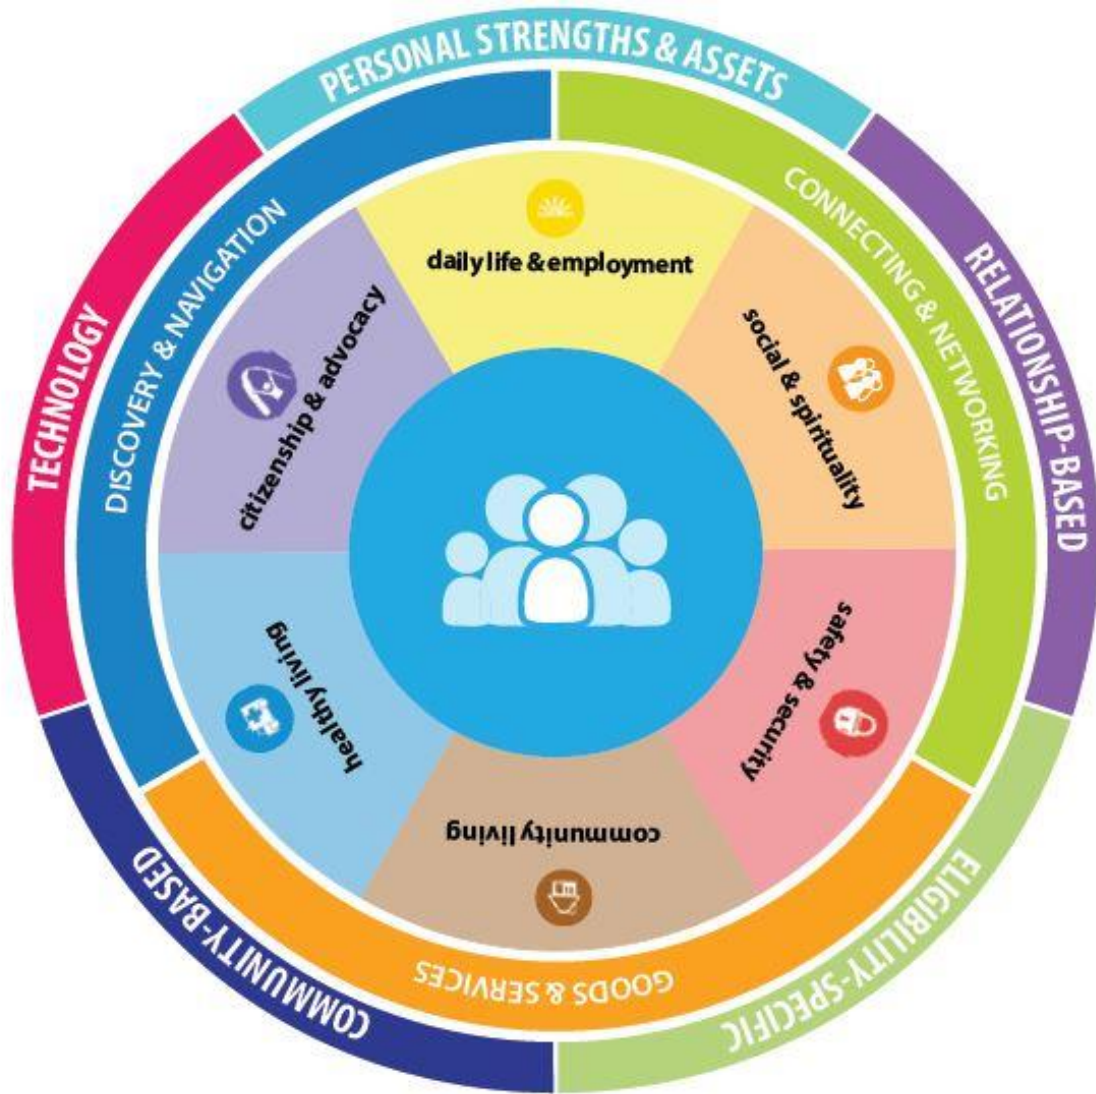 PERSONAL STRENGTHS & ASSETS
RELATIONSHIP-BASED
ELIGIBILITY-SPECIFIC
COMMUNITY-BASED
TECHNOLOGY
DISCOVERY & NAVIGATION
CONNECTING & NETWORKING
GOODS & SERVICES
daily life & employment
social & spirituality
safety & security
community living
healthy living
citizenship & advocacy